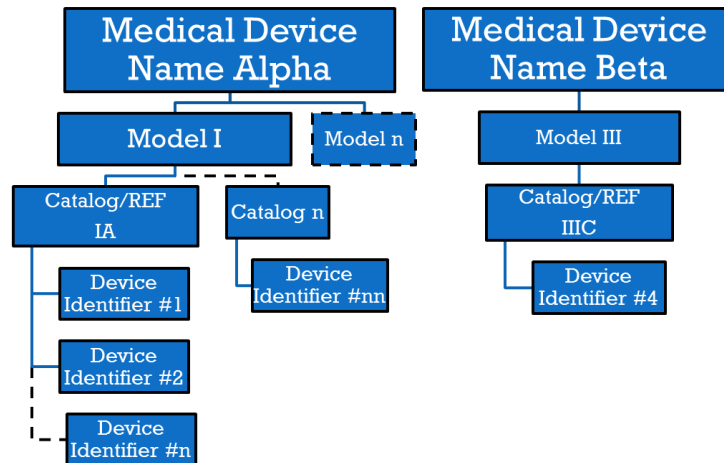 Medical Device
Name Alpha
Medical Device
Name Beta
Model I
Model n
Model III
Catalog/REF
IA
Catalog n
Catalog/REF
IIIC
Device
Identifier #1
Device
Identifier #nn
Device
Identifier #4
Device
Identifier #2
Device
Identifier #n